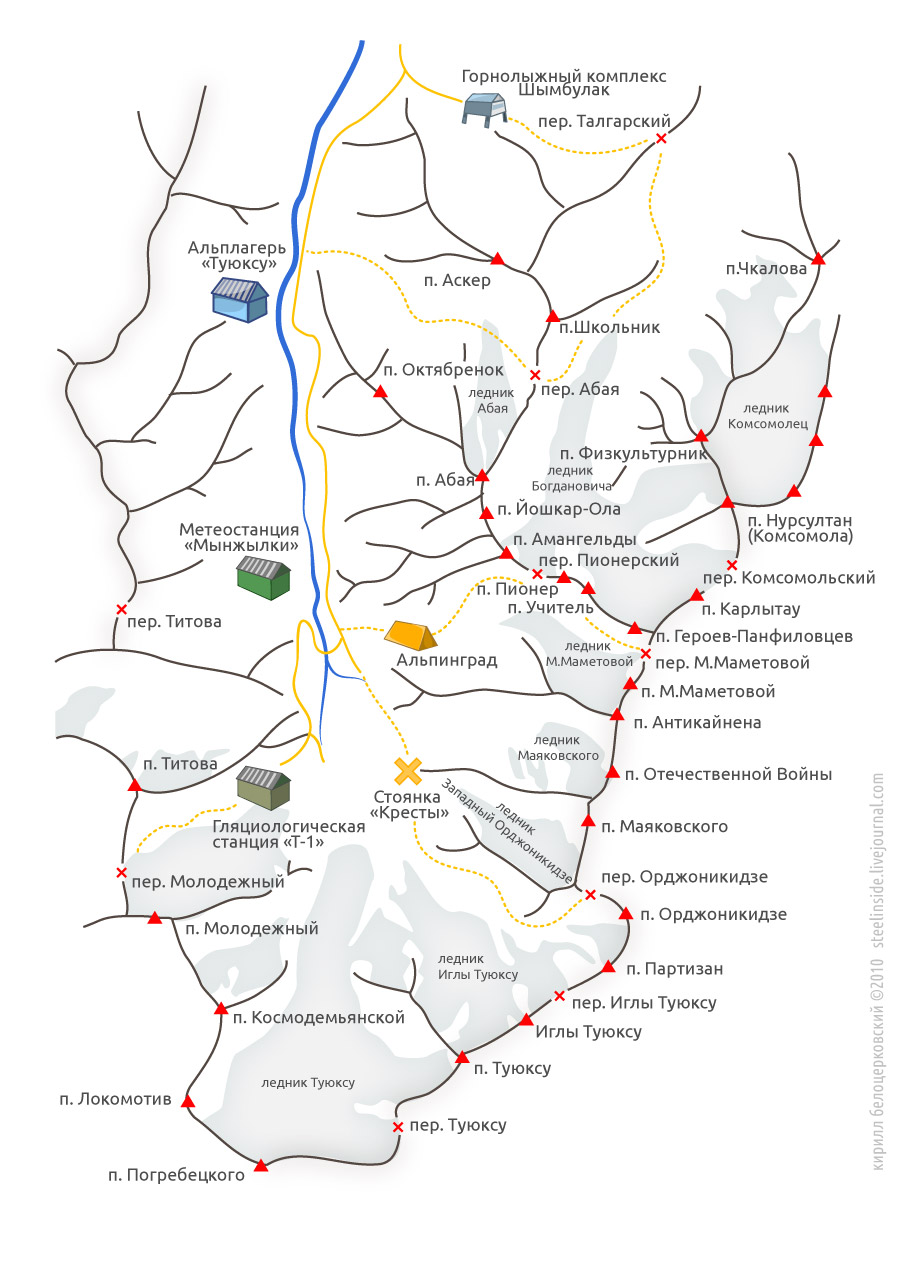 Горнолыжный комплекс
Шымбулак
пер. Талгарский
Альплагерь
«Туюксу»
п.Чкалова
п. Аскер
п.Школьник
п. Октябренок
пер. Абая
ледник
Абая
ледник
Комсомолец
п. Физкультурник
ледник
Богдановича
п. Абая
п. Йошкар-Ола
п. Нурсултан
(Комсомола)
Метеостанция
«Мынжылки»
п. Амангельды
пер. Пионерский
пер. Комсомольский
п. Пионер
п. Учитель
п. Карлытау
пер. Титова
п. Героев-Панфиловцев
ледник
М.Маметовой
Альпинград
пер. М.Маметовой
п. М.Маметовой
п. Антикайнена
ледник
Маяковского
п. Титова
п. Отечественной Войны
Стоянка
«Кресты»
ледник
Западный Орджоникидзе
Гляциологическая
станция «Т-1»
п. Маяковского
пер. Молодежный
пер. Орджоникидзе
п. Орджоникидзе
п. Молодежный
ледник
Иглы Туюксу
п. Партизан
пер. Иглы Туюксу
п. Космодемьянской
Иглы Туюксу
п. Туюксу
ледник Туюксу
п. Локомотив
пер. Туюксу
п. Погребецкого
кирилл белоцерковский ©2010 steelinside.livejournal.com